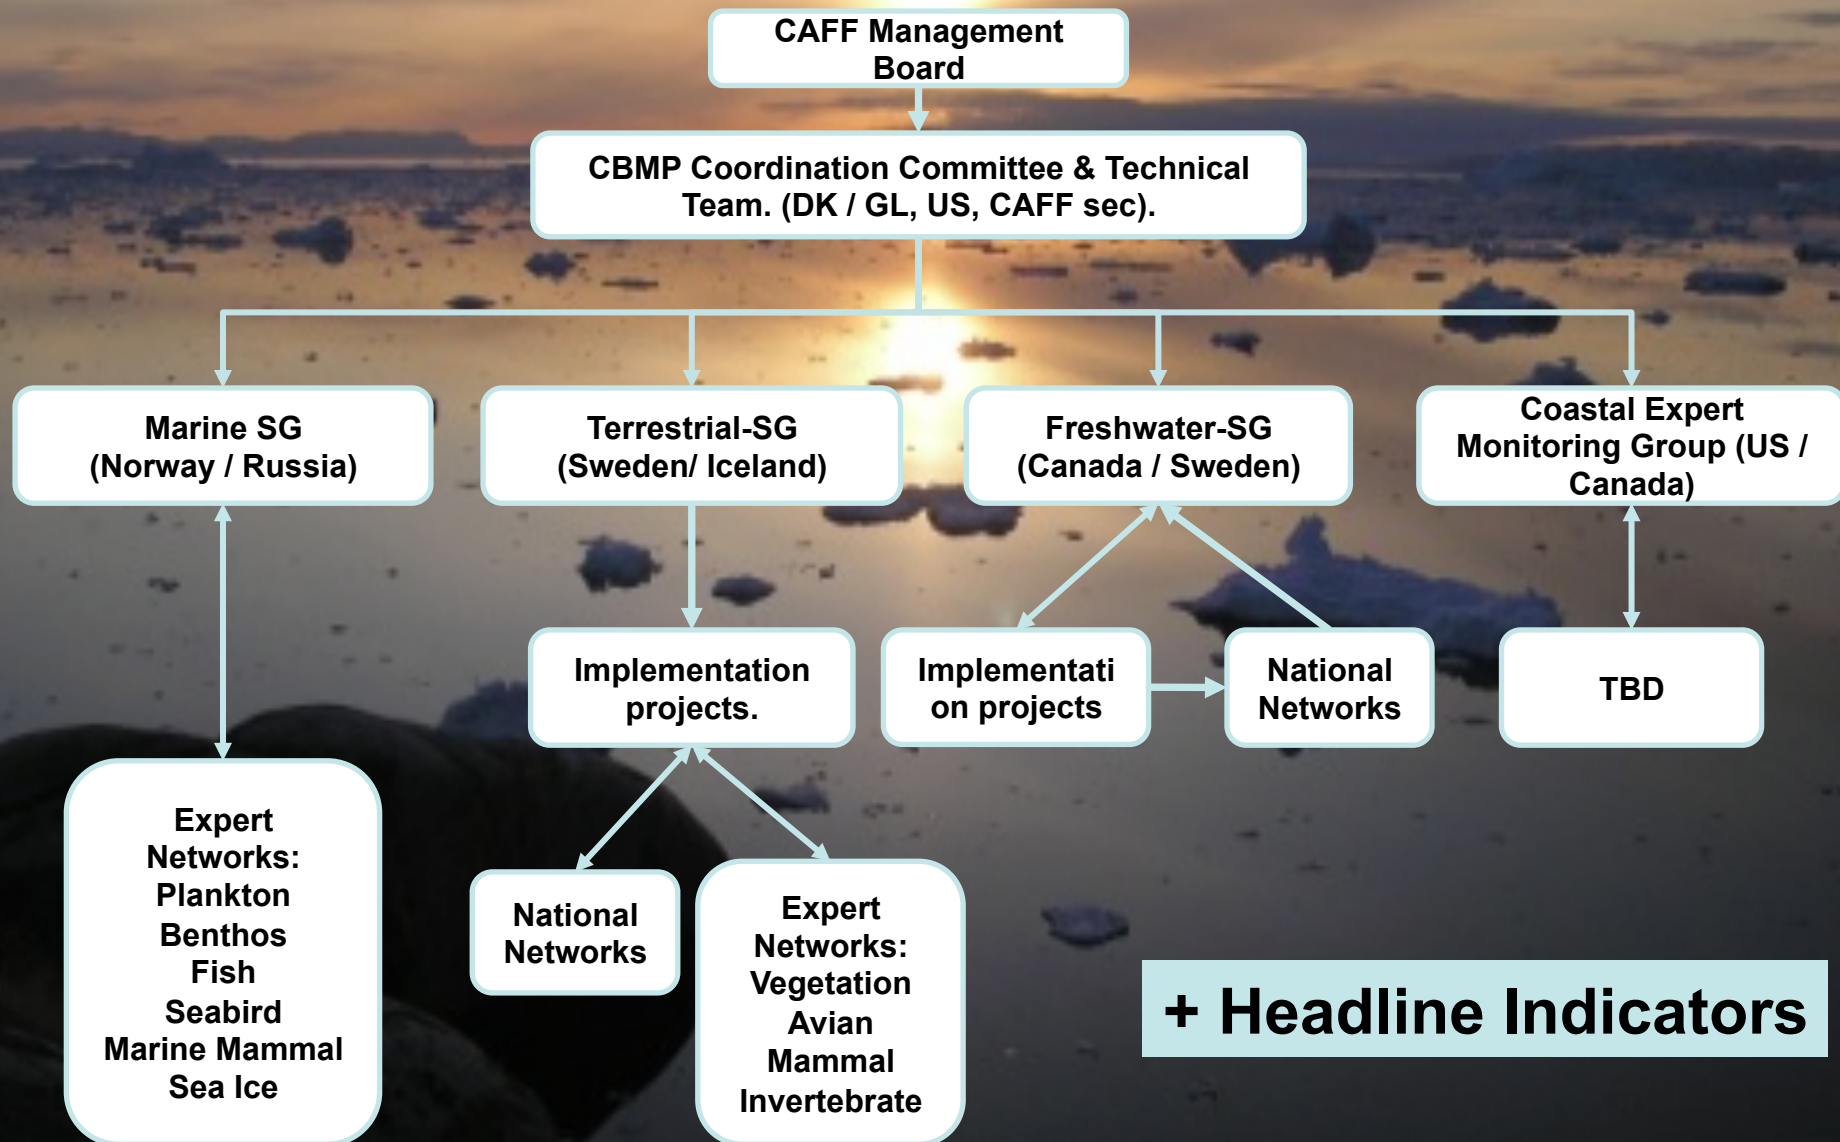 CAFF Management
Board
CBMP Coordination Committee & Technical
Team. (DK / GL, US, CAFF sec).
Marine SG
(Norway / Russia)
Terrestrial-SG
(Sweden/ Iceland)
Freshwater-SG
(Canada / Sweden)
Coastal Expert
Monitoring Group (US /
Canada)
Implementation
projects.
Implementati
on projects
National
Networks
TBD
Expert
Networks:
Plankton
Benthos
Fish
Seabird
Marine Mammal
Sea Ice
National
Networks
Expert
Networks:
Vegetation
Avian
Mammal
Invertebrate
+ Headline Indicators